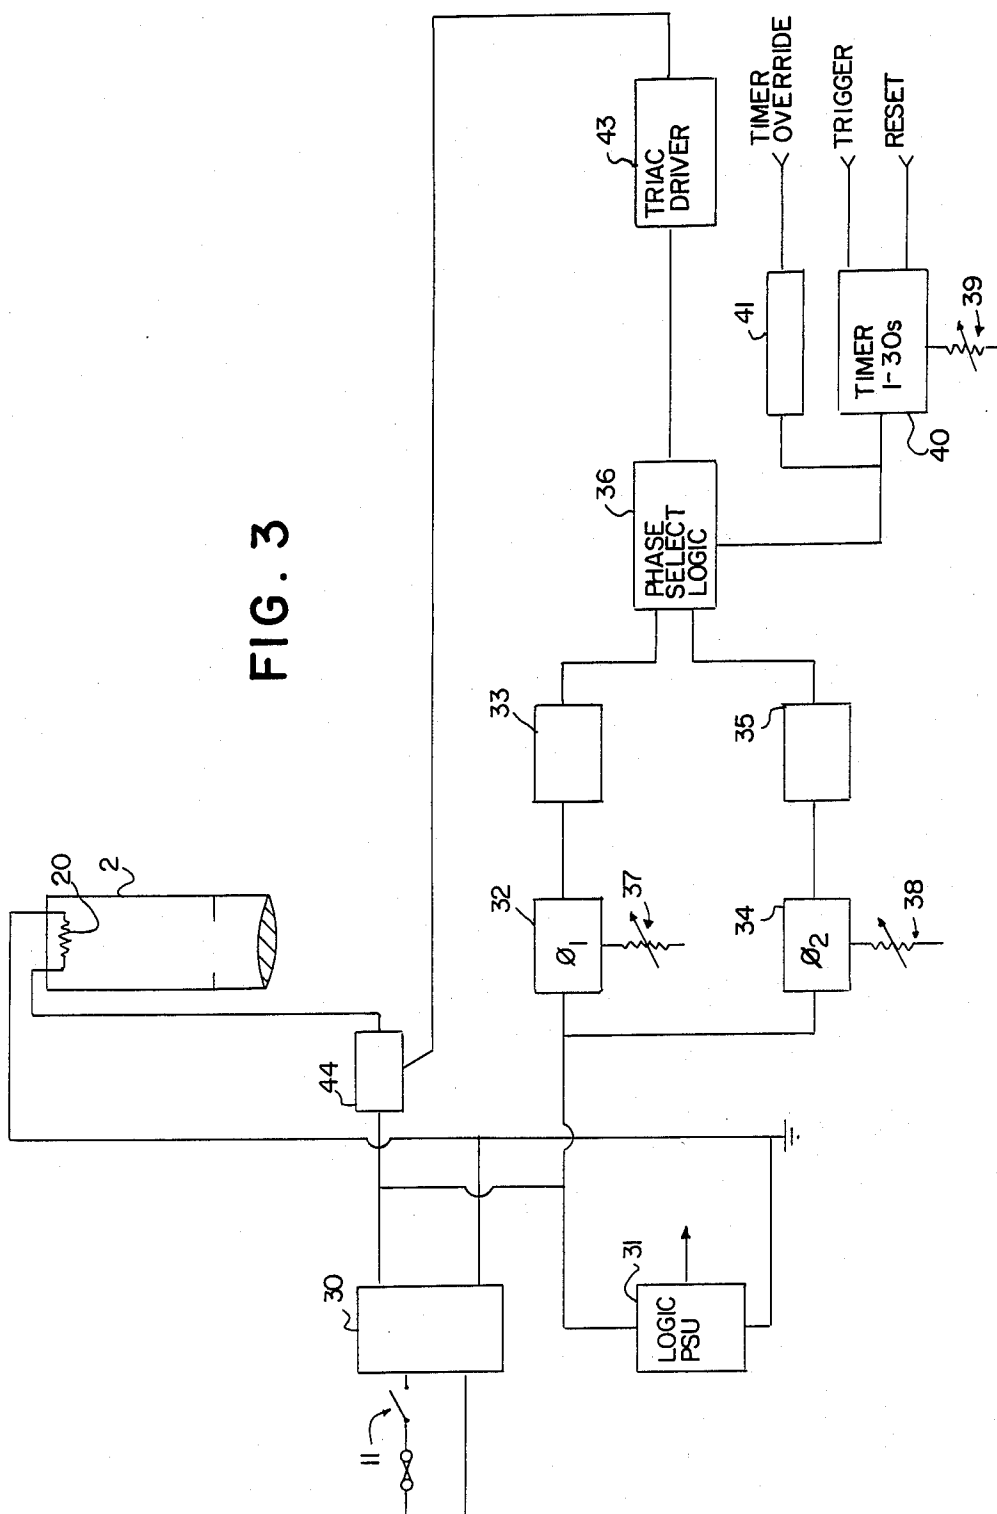 FIG. 3
20
2
44
30
11
31
LOGIC
PSU
32
Ø1
37
33
34
Ø2
38
35
36
PHASE
SELECT
LOGIC
43
TRIAC
DRIVER
41
TIMER
OVERRIDE
TIMER
1-30s
40
39
TRIGGER
RESET